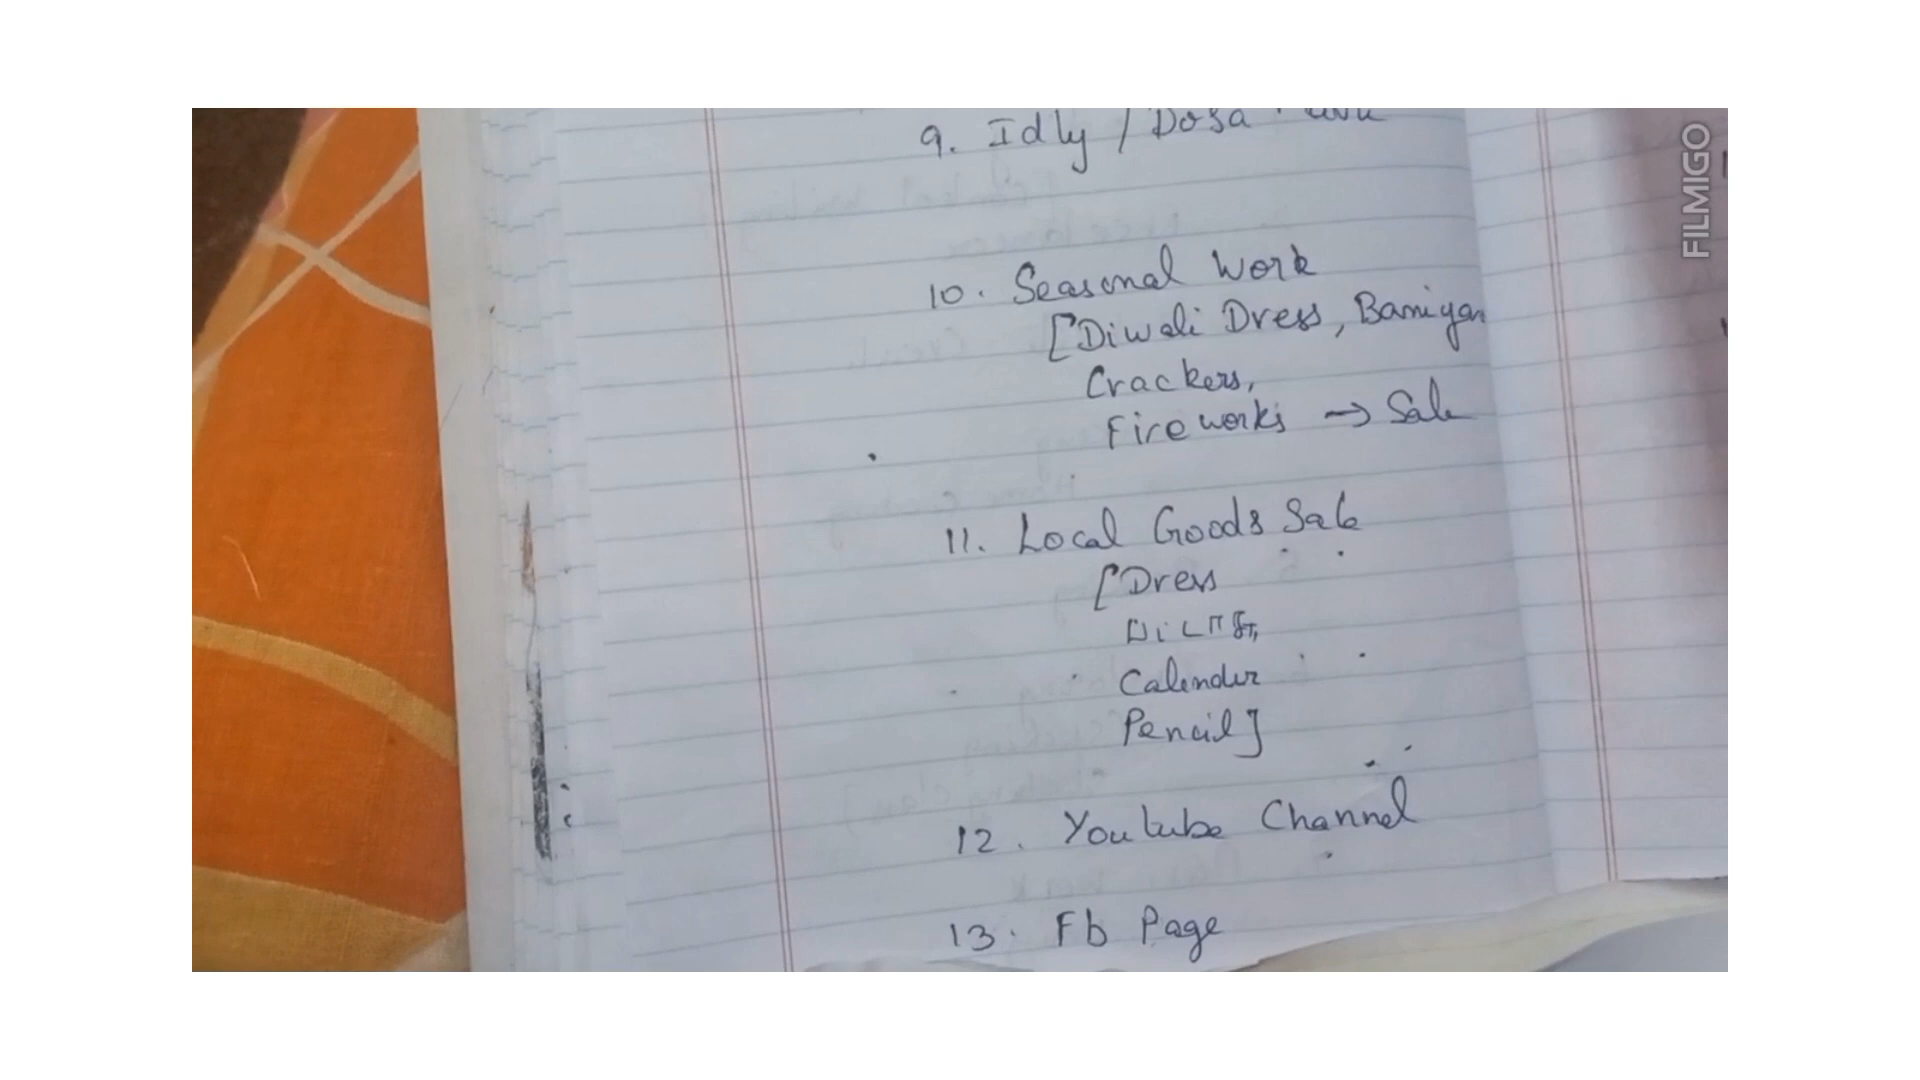 9. Idly / Dosa
10. Seasonal Work
[Diwali Dress, Baniyan
Crackers,
Fireworks → Sale
11. Local Goods Sale
[Dress
Calender
Pencil]
12. Youtube Channel
13. Fb Page
FILMIGO